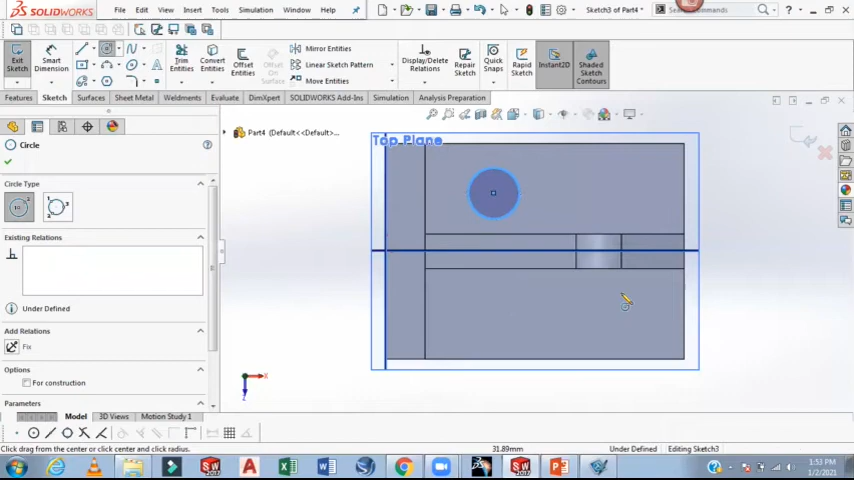 SOLIDWORKS File Edit View Insert Tools Simulation Window Help Sketch3 of Part4 * Search Commands
Exit Sketch Smart Dimension Trim Entities Convert Entities Offset Entities Mirror Entities Linear Sketch Pattern Move Entities Display/Delete Relations Repair Sketch Quick Snaps Rapid Sketch Instant2D Shaded Sketch Contours
Features Sketch Surfaces Sheet Metal Weldments Evaluate DimXpert SOLIDWORKS Add-Ins Simulation Analysis Preparation
Part4 (Default<<Default>...
Top Plane
Circle
Circle Type
Existing Relations
Under Defined
Add Relations
Fix
Options
For construction
Parameters
X
Z
Model 3D Views Motion Study 1
Click drag from the center or center click and click radius. 31.89mm Under Defined Editing Sketch3
1:53 PM
1/2/2021